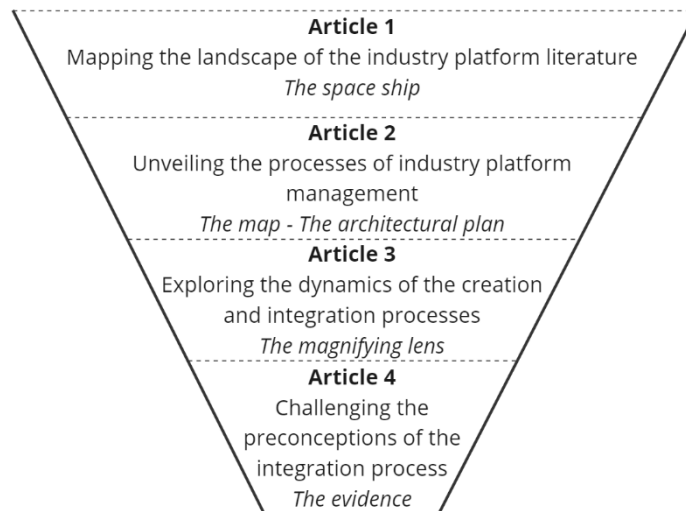 Article 1
Mapping the landscape of the industry platform literature
The space ship
Article 2
Unveiling the processes of industry platform
management
The map - The architectural plan
Article 3
Exploring the dynamics of the creation
and integration processes
The magnifying lens
Article 4
Challenging the
preconceptions of the
integration process
The evidence